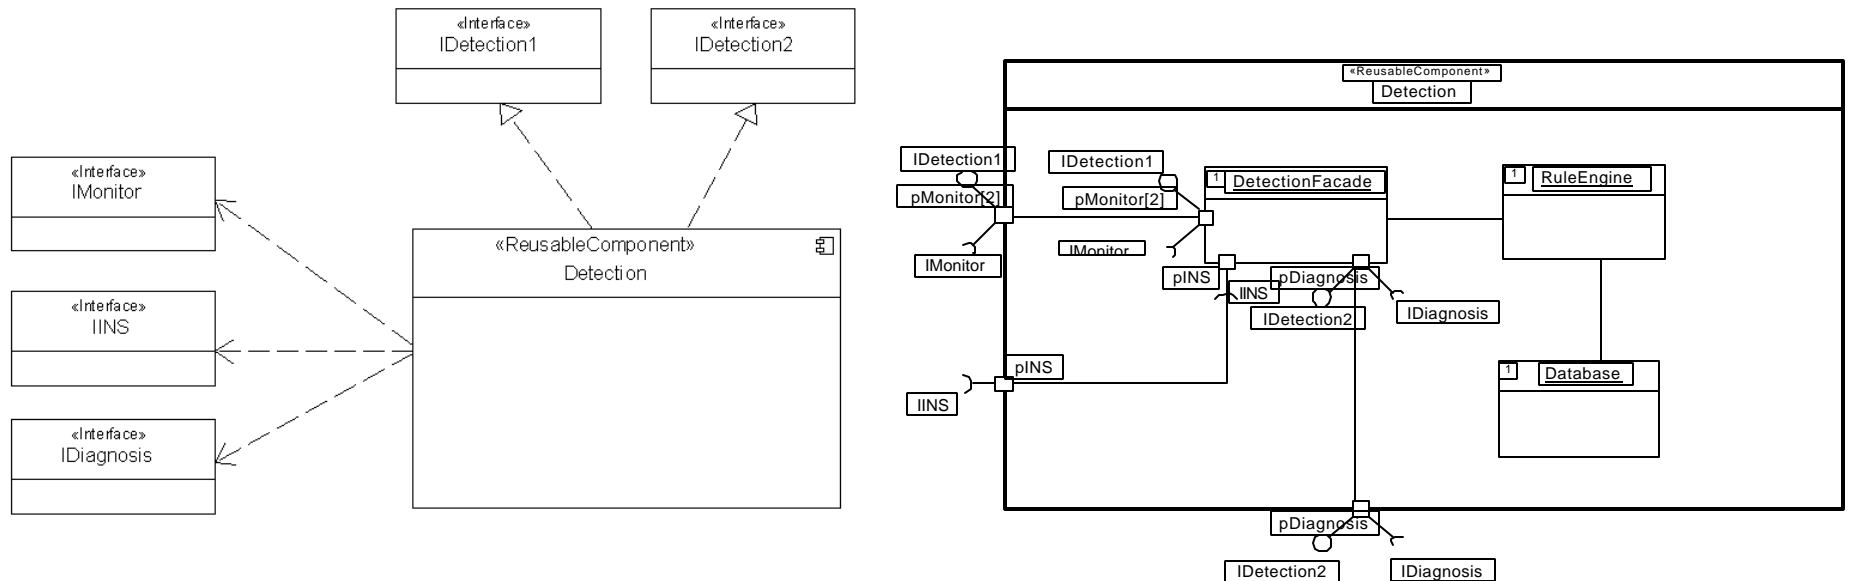 «Interface»
IDetection1
«Interface»
IDetection2
«Interface»
IMonitor
«Interface»
IINS
«Interface»
IDiagnosis
«ReusableComponent»
Detection
«ReusableComponent»
Detection
IDetection1
pMonitor[2]
IMonitor
IDetection1
pMonitor[2]
IMonitor
1
DetectionFacade
1
RuleEngine
pINS
IINS
pDiagnosis
IDetection2
IDiagnosis
pINS
IINS
1
Database
pDiagnosis
IDetection2
IDiagnosis